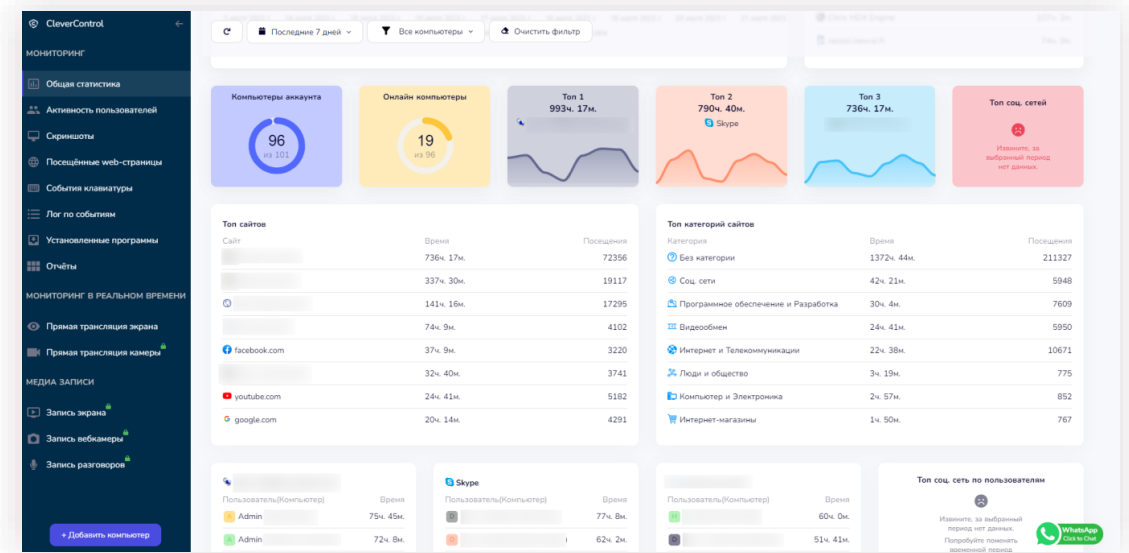 CleverControl
МОНИТОРИНГ
Общая статистика
Активность пользователей
Скриншоты
Посещённые web-страницы
События клавиатуры
Лог по событиям
Установленные программы
Отчёты
МОНИТОРИНГ В РЕАЛЬНОМ ВРЕМЕНИ
Прямая трансляция экрана
Прямая трансляция камеры
МЕДИА ЗАПИСИ
Запись экрана
Запись вебкамеры
Запись разговоров
+ Добавить компьютер
Последние 7 дней
Все компьютеры
Очистить фильтр
Компьютеры аккаунта
96
из 101
Онлайн компьютеры
19
из 96
Топ 1
993ч. 17м.
Топ 2
790ч. 40м.
Skype
Топ 3
736ч. 17м.
Топ соц. сетей
Извините, за
выбранный период
нет данных.
Топ сайтов
Сайт Время Посещения
736ч. 17м. 72356
337ч. 30м. 19117
141ч. 16м. 17295
74ч. 9м. 4102
facebook.com 37ч. 9м. 3220
32ч. 40м. 3741
youtube.com 24ч. 41м. 5182
google.com 20ч. 14м. 4291
Топ категорий сайтов
Категория Время Посещения
Без категории 1372ч. 44м. 211327
Соц. сети 42ч. 21м. 5948
Программное обеспечение и Разработка 30ч. 4м. 7609
Видеообмен 24ч. 41м. 5950
Интернет и Телекоммуникации 22ч. 38м. 10671
Люди и общество 3ч. 19м. 775
Компьютер и Электроника 2ч. 57м. 852
Интернет-магазины 1ч. 50м. 767
Пользователь(Компьютер) Время
A Admin 75ч. 45м.
A Admin 72ч. 8м.
Skype
Пользователь(Компьютер) Время
D 77ч. 8м.
62ч. 2м.
Пользователь(Компьютер) Время
60ч. 0м.
D 51ч. 41м.
Топ соц. сеть по пользователям
Извините, за выбранный
период нет данных.
Попробуйте поменять
временной период
WhatsApp
Click to Chat